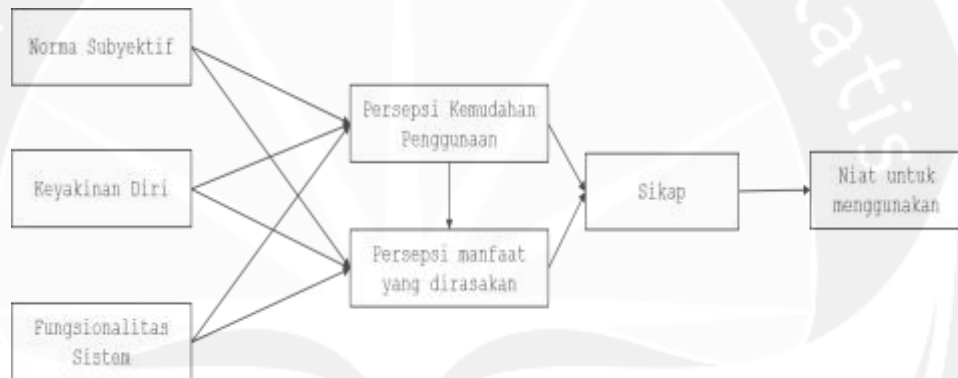 Norma Subyektif
Persepsi Kemudahan
Penggunaan
Keyakinan Diri
Sikap
Niat untuk
menggunakan
Persepsi manfaat
yang dirasakan
Fungsionalitas
Sistem